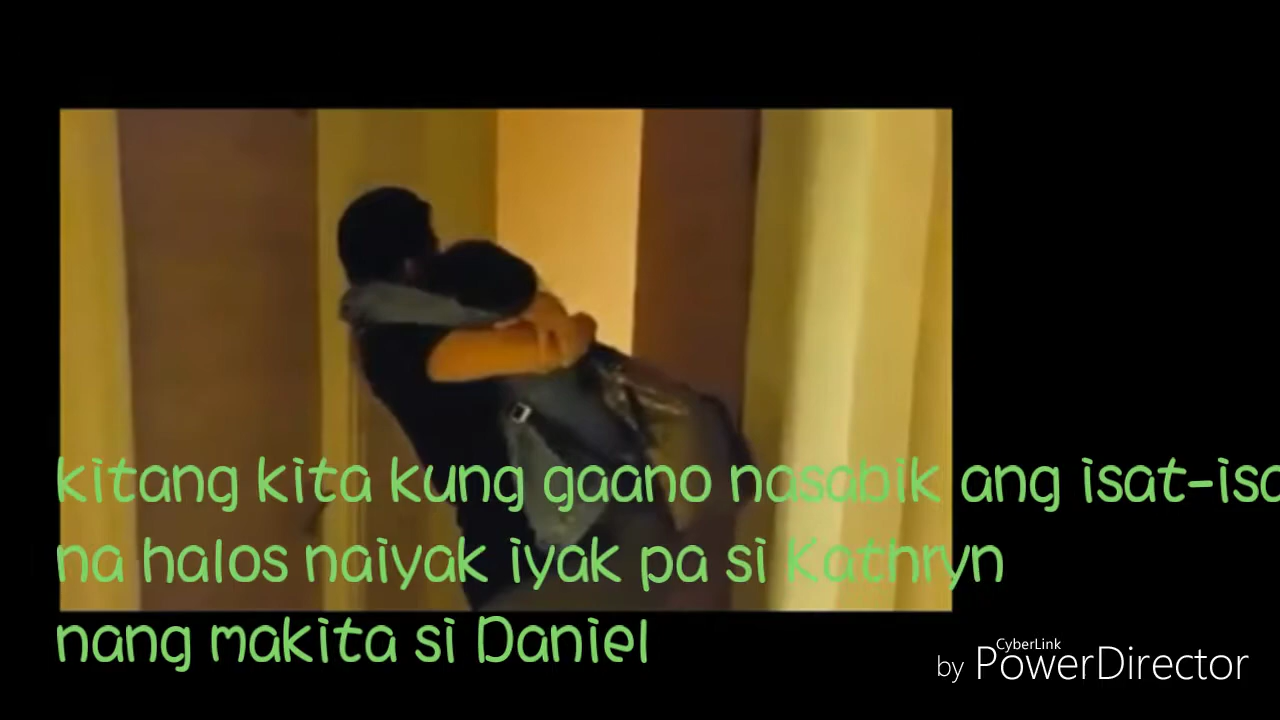 kitang kita kung gaano nasabik ang isat-isa
na halos naiyak iyak pa si Kathryn
nang makita si Daniel
CyberLink
by PowerDirector